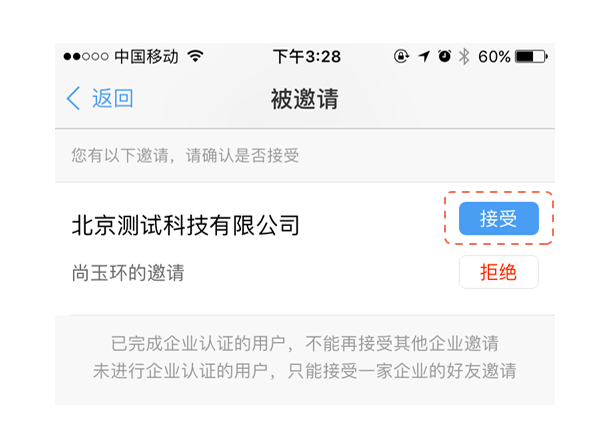 中国移动 下午3:28 60%
返回 被邀请
您有以下邀请，请确认是否接受
北京测试科技有限公司 接受
尚玉环的邀请 拒绝
已完成企业认证的用户，不能再接受其他企业邀请
未进行企业认证的用户，只能接受一家企业的好友邀请